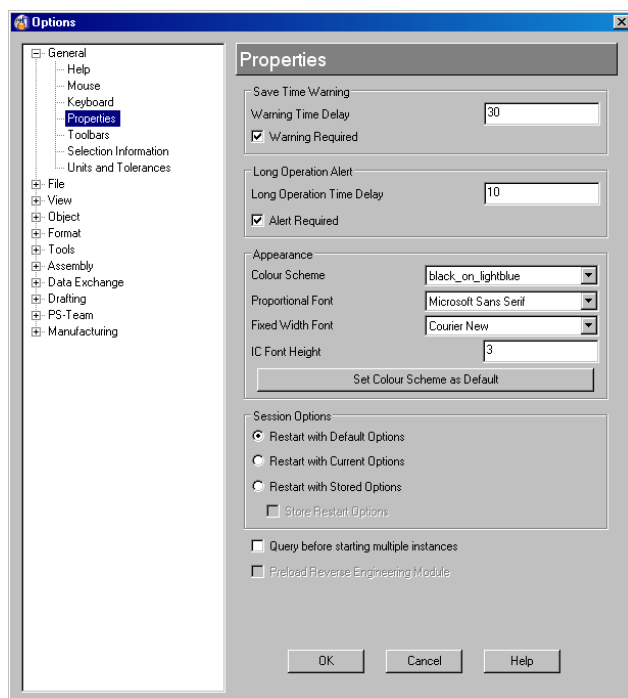 Options
General
Help
Mouse
Keyboard
Properties
Toolbars
Selection Information
Units and Tolerances
File
View
Object
Format
Tools
Assembly
Data Exchange
Drafting
PS-Team
Manufacturing
Properties
Save Time Warning
Warning Time Delay 30
Warning Required
Long Operation Alert
Long Operation Time Delay 10
Alert Required
Appearance
Colour Scheme black_on_lightblue
Proportional Font Microsoft Sans Serif
Fixed Width Font Courier New
IC Font Height 3
Set Colour Scheme as Default
Session Options
Restart with Default Options
Restart with Current Options
Restart with Stored Options
Store Restart Options
Query before starting multiple instances
Preload Reverse Engineering Module
OK Cancel Help